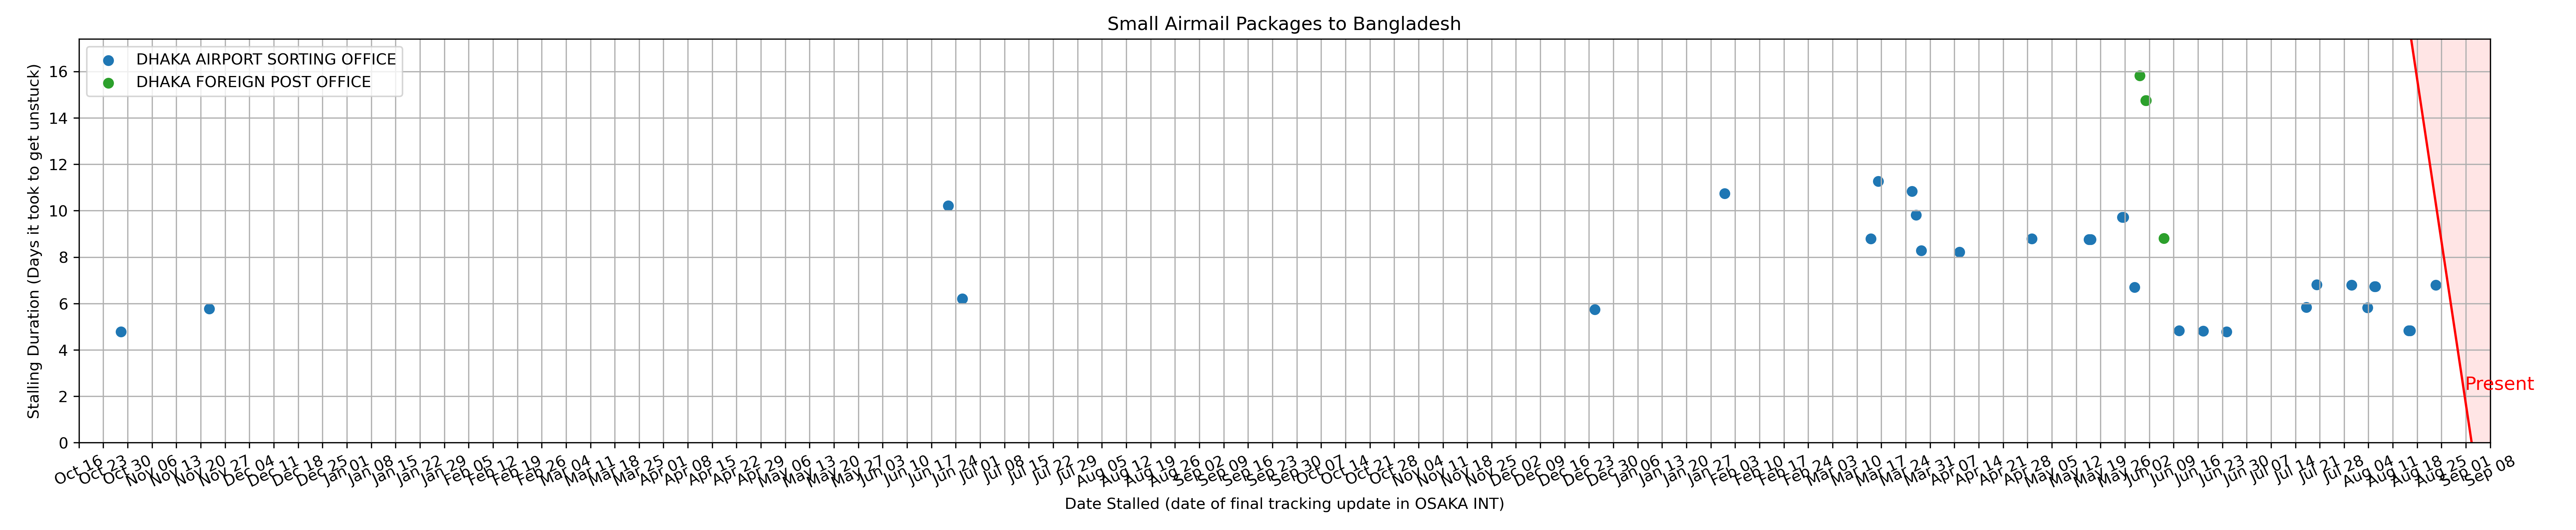 Small Airmail Packages to Bangladesh
DHAKA AIRPORT SORTING OFFICE
DHAKA FOREIGN POST OFFICE
Stalling Duration (Days it took to get unstuck)
16
14
12
10
8
6
4
2
0
Present
Oct 16
Oct 23
Oct 30
Nov 06
Nov 13
Nov 20
Nov 27
Dec 04
Dec 11
Dec 18
Dec 25
Jan 01
Jan 08
Jan 15
Jan 22
Jan 29
Feb 05
Feb 12
Feb 19
Feb 26
Mar 04
Mar 11
Mar 18
Mar 25
Apr 01
Apr 08
Apr 15
Apr 22
Apr 29
May 06
May 13
May 20
May 27
Jun 03
Jun 10
Jun 17
Jun 24
Jul 01
Jul 08
Jul 15
Jul 22
Jul 29
Aug 05
Aug 12
Aug 19
Aug 26
Sep 02
Sep 09
Sep 16
Sep 23
Sep 30
Oct 07
Oct 14
Oct 21
Oct 28
Nov 04
Nov 11
Nov 18
Nov 25
Dec 02
Dec 09
Dec 16
Dec 23
Dec 30
Jan 06
Jan 13
Jan 20
Jan 27
Feb 03
Feb 10
Feb 17
Feb 24
Mar 03
Mar 10
Mar 17
Mar 24
Mar 31
Apr 07
Apr 14
Apr 21
Apr 28
May 05
May 12
May 19
May 26
Jun 02
Jun 09
Jun 16
Jun 23
Jun 30
Jul 07
Jul 14
Jul 21
Jul 28
Aug 04
Aug 11
Aug 18
Aug 25
Sep 01
Sep 08
Date Stalled (date of final tracking update in OSAKA INT)